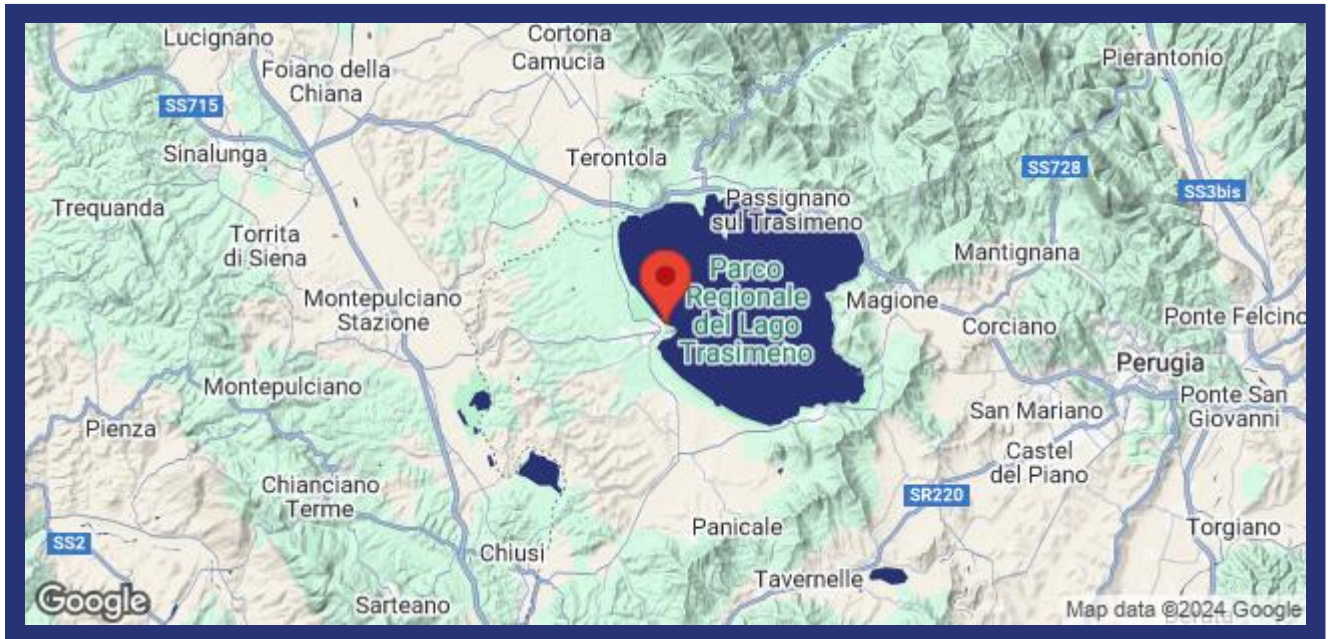 Lucignano
Cortona
Camucia
Pierantonio
Foiano della
Chiana
SS715
Sinalunga
Terontola
SS728
SS3bis
Trequanda
Passignano
sul Trasimeno
Torrita
di Siena
Mantignana
Parco
Regionale
del Lago
Trasimeno
Montepulciano
Stazione
Magione
Corciano
Ponte Felcino
Perugia
Montepulciano
Ponte San
Giovanni
Pienza
San Mariano
Castel
del Piano
Chianciano
Terme
SR220
Panicale
Torgiano
SS2
Chiusi
Tavernelle
Google
Sarteano
Map data ©2024 Google